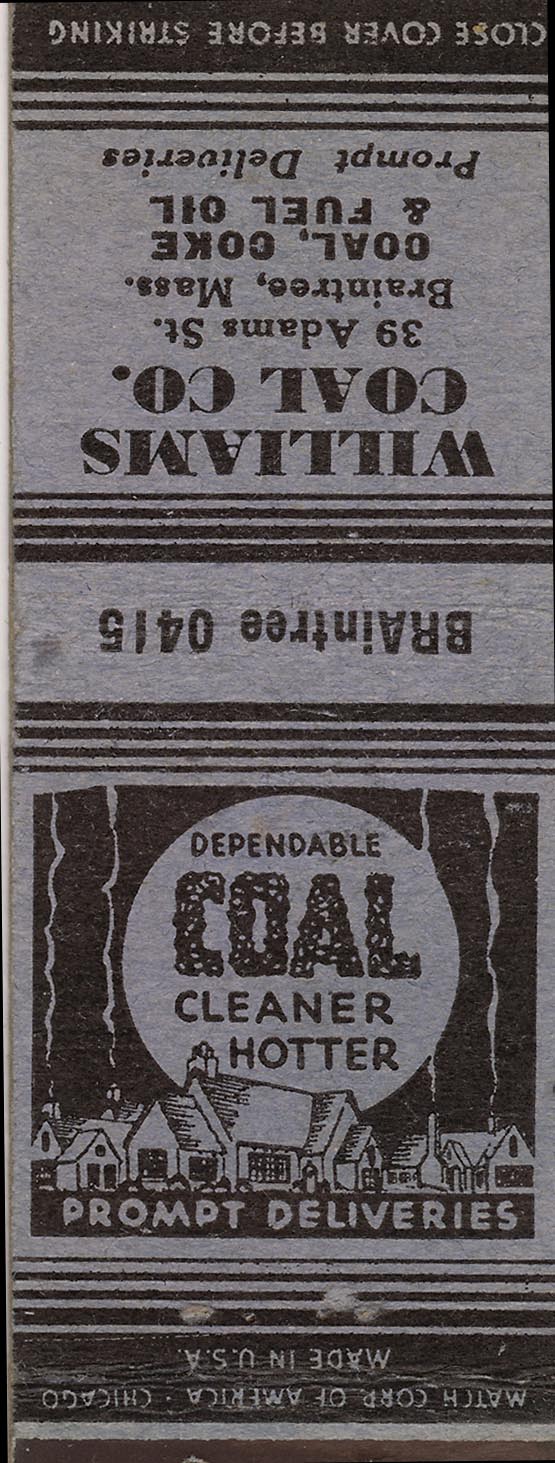 CLOSE COVER BEFORE STRIKING
WILLIAMS
COAL CO.
39 Adams St.
Braintree, Mass.
COAL, COKE
& FUEL OIL
Prompt Deliveries
BRAintree 0415
DEPENDABLE
COAL
CLEANER
HOTTER
PROMPT DELIVERIES
MATCH CORP. OF AMERICA · CHICAGO
MADE IN U.S.A.